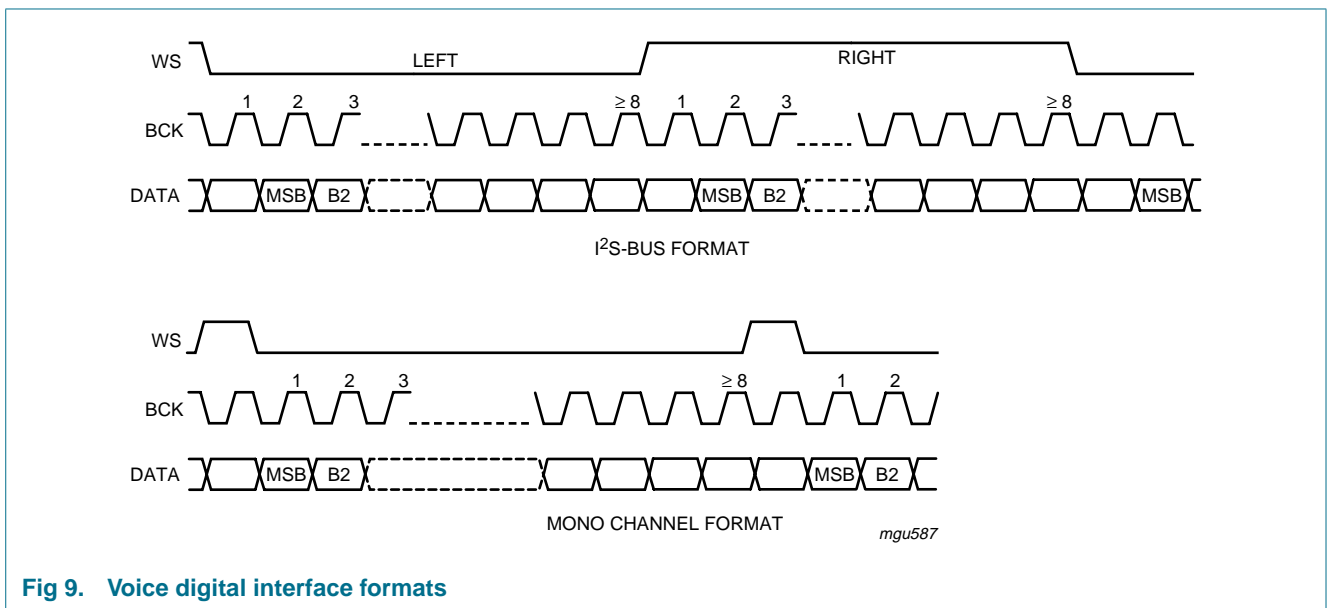 WS LEFT RIGHT
1 2 3 ≥ 8 1 2 3 ≥ 8
BCK
DATA MSB B2 MSB B2 MSB
I²S-BUS FORMAT
WS
1 2 3 ≥ 8 1 2
BCK
DATA MSB B2 MSB B2
MONO CHANNEL FORMAT
mgu587
Fig 9. Voice digital interface formats